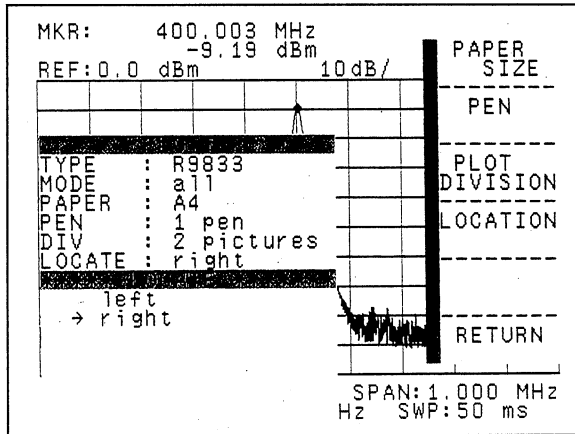 MKR: 400.003 MHz
-9.19 dBm
REF:0.0 dBm 10dB/
TYPE : R9833
MODE : all
PAPER : A4
PEN : 1 pen
DIV : 2 pictures
LOCATE : right
left
→ right
PAPER SIZE
PEN
PLOT DIVISION
LOCATION
RETURN
SPAN:1.000 MHz
Hz SWP:50 ms